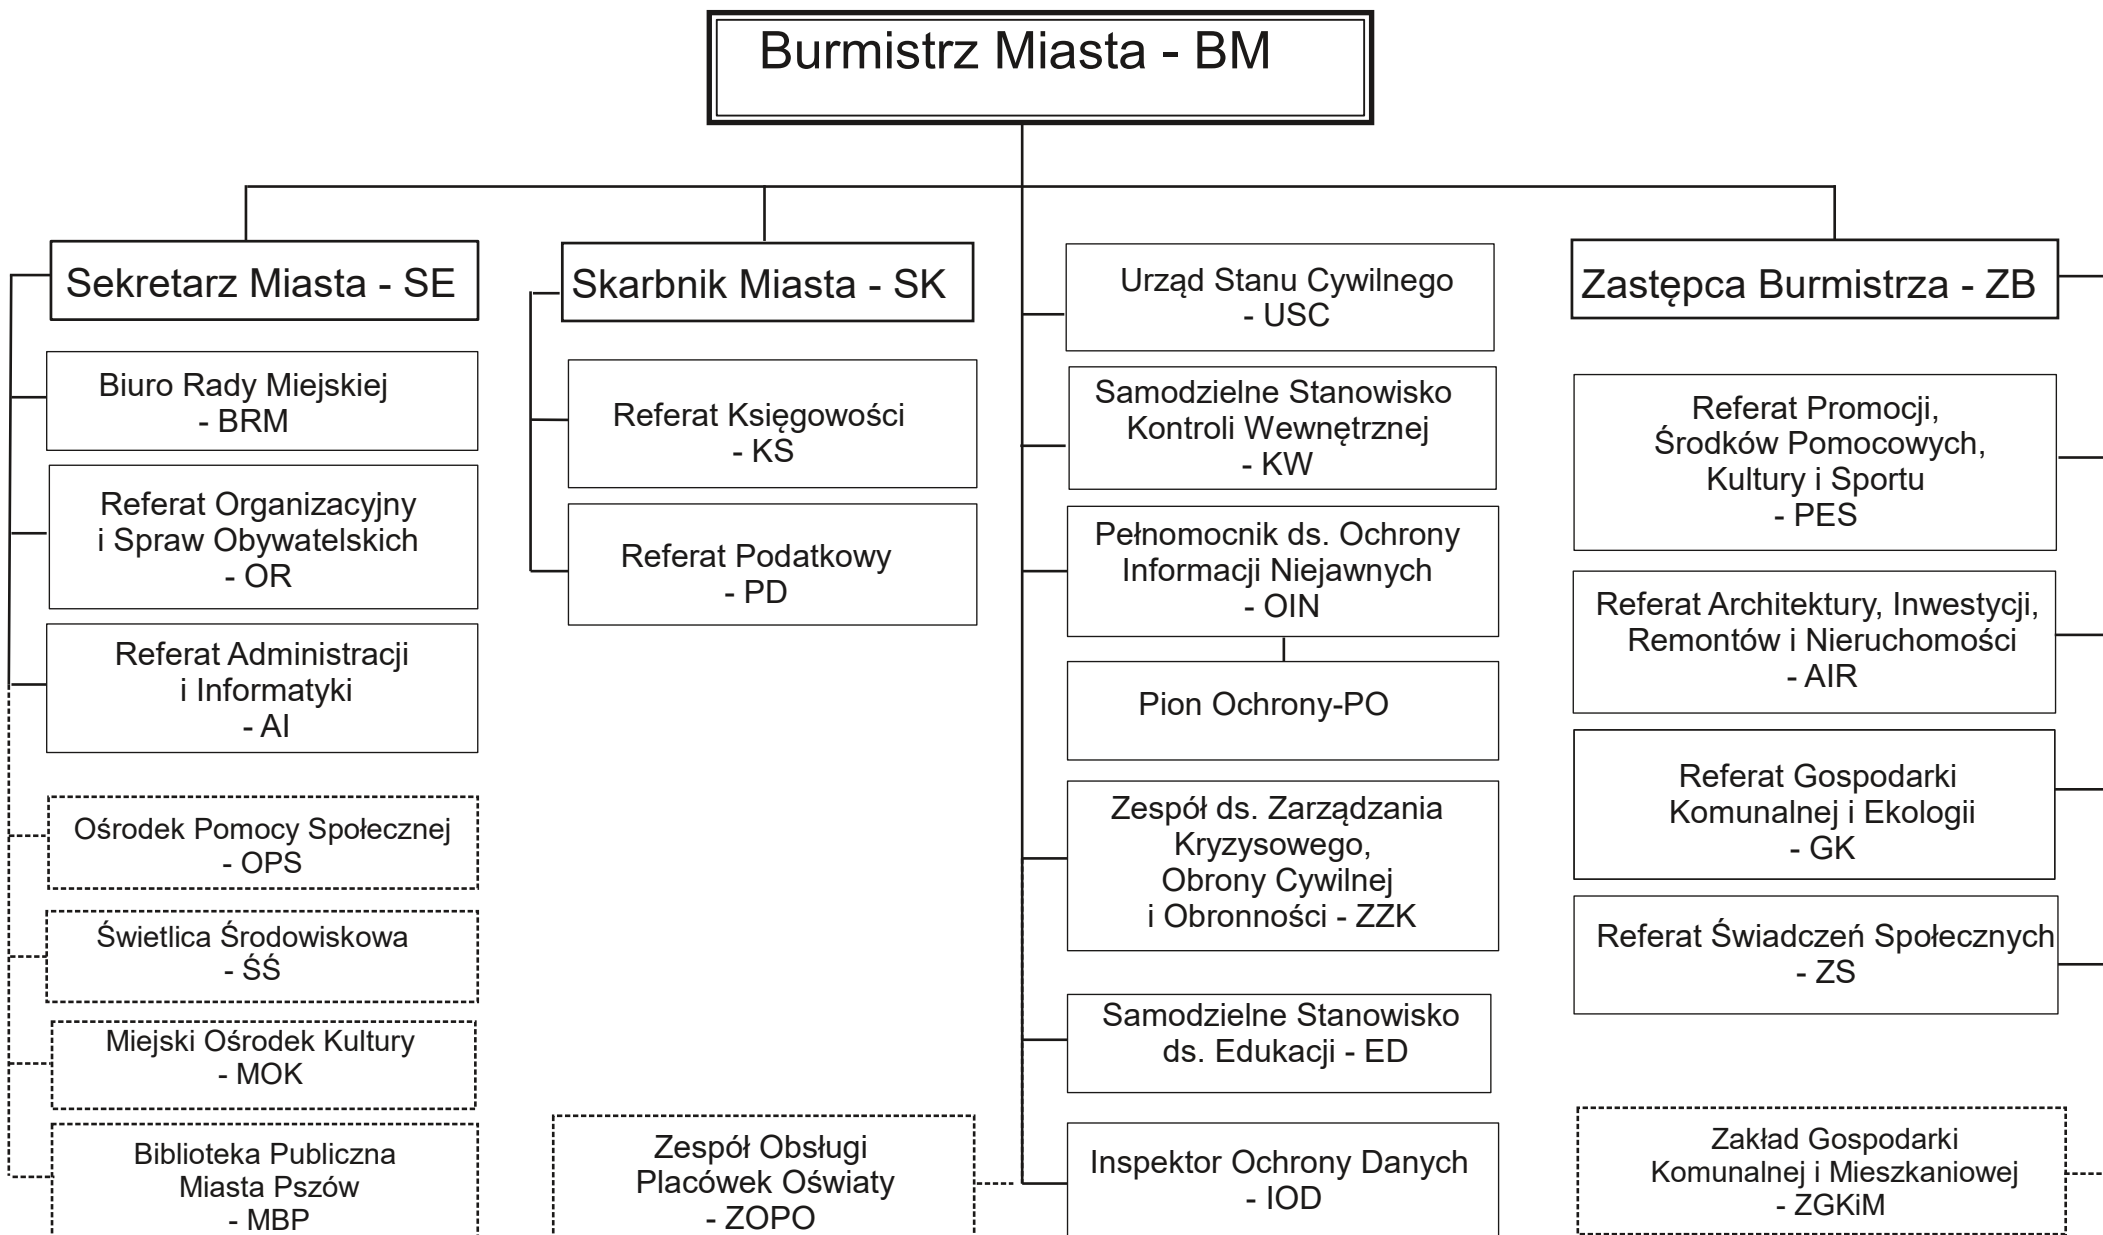 Burmistrz Miasta - BM
Sekretarz Miasta - SE
Biuro Rady Miejskiej
- BRM
Referat Organizacyjny
i Spraw Obywatelskich
- OR
Referat Administracji
i Informatyki
- AI
Ośrodek Pomocy Społecznej
- OPS
Świetlica Środowiskowa
- ŚŚ
Miejski Ośrodek Kultury
- MOK
Biblioteka Publiczna
Miasta Pszów
- MBP
Skarbnik Miasta - SK
Referat Księgowości
- KS
Referat Podatkowy
- PD
Zespół Obsługi
Placówek Oświaty
- ZOPO
Urząd Stanu Cywilnego
- USC
Samodzielne Stanowisko
Kontroli Wewnętrznej
- KW
Pełnomocnik ds. Ochrony
Informacji Niejawnych
- OIN
Pion Ochrony-PO
Zespół ds. Zarządzania
Kryzysowego,
Obrony Cywilnej
i Obronności - ZZK
Samodzielne Stanowisko
ds. Edukacji - ED
Inspektor Ochrony Danych
- IOD
Zastępca Burmistrza - ZB
Referat Promocji,
Środków Pomocowych,
Kultury i Sportu
- PES
Referat Architektury, Inwestycji,
Remontów i Nieruchomości
- AIR
Referat Gospodarki
Komunalnej i Ekologii
- GK
Referat Świadczeń Społecznych
- ZS
Zakład Gospodarki
Komunalnej i Mieszkaniowej
- ZGKiM